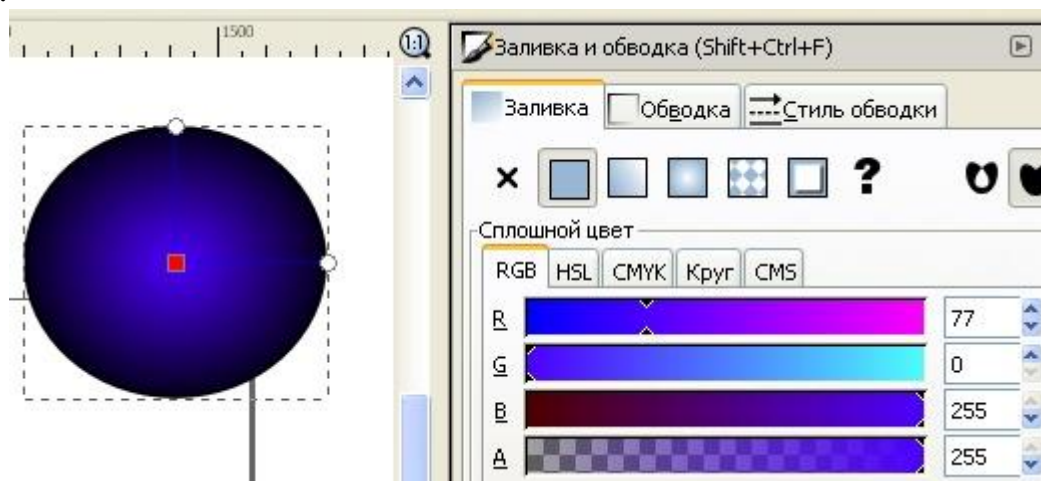 1500
1:1
Заливка и обводка (Shift+Ctrl+F)
Заливка Обводка Стиль обводки
?
Сплошной цвет
RGB HSL CMYK Круг CMS
R 77
G 0
B 255
A 255